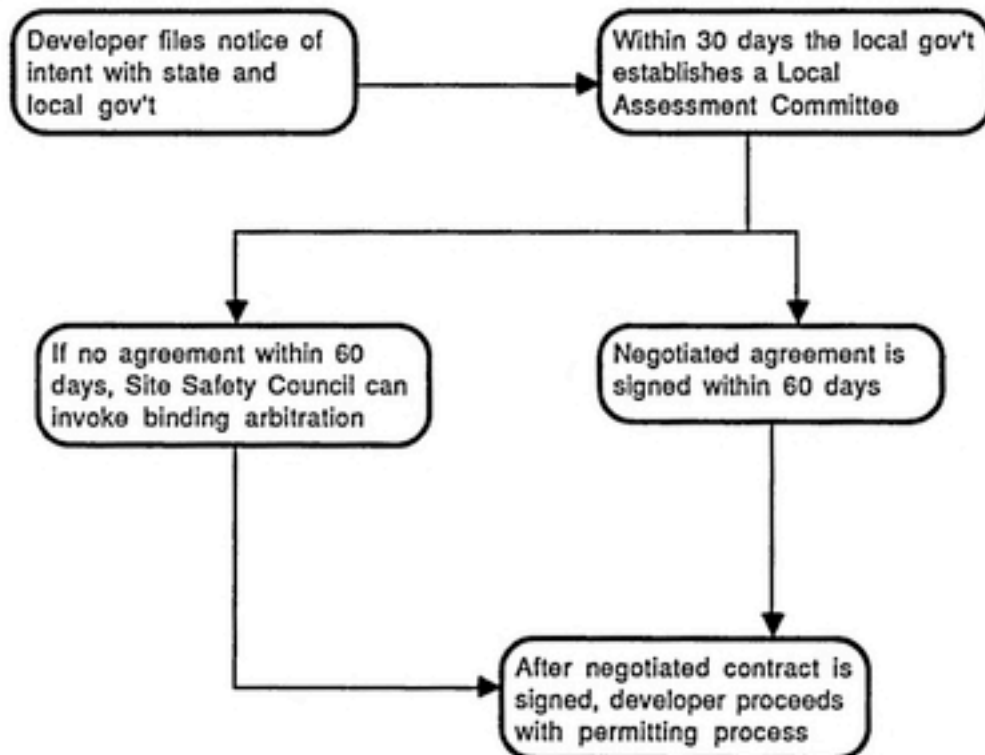 Developer files notice of
intent with state and
local gov't
Within 30 days the local gov't
establishes a Local
Assessment Committee
If no agreement within 60
days, Site Safety Council can
invoke binding arbitration
Negotiated agreement is
signed within 60 days
After negotiated contract is
signed, developer proceeds
with permitting process